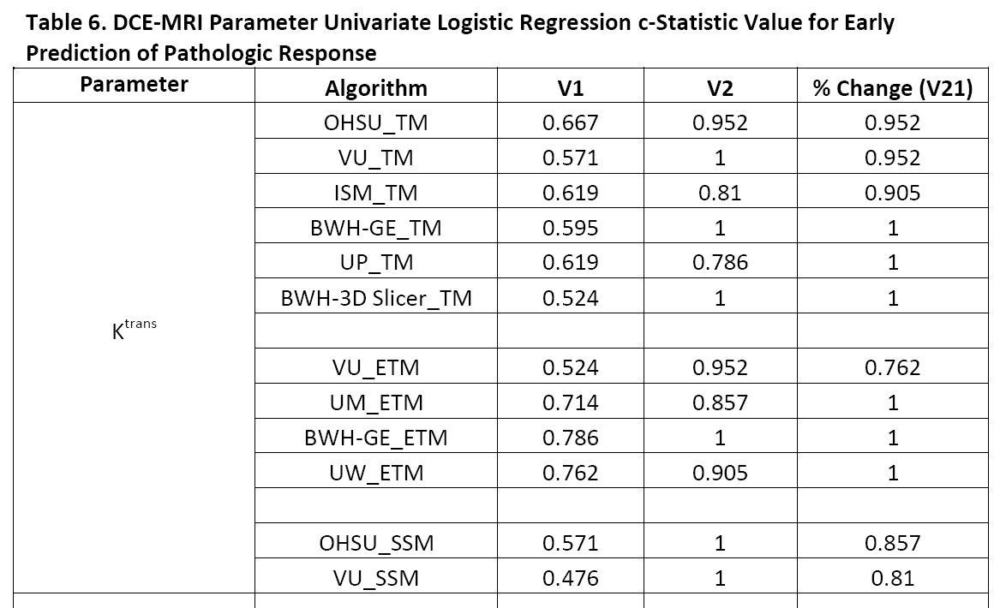 Table 6. DCE-MRI Parameter Univariate Logistic Regression c-Statistic Value for Early
Prediction of Pathologic Response
Parameter Algorithm V1 V2 % Change (V21)
OHSU_TM 0.667 0.952 0.952
VU_TM 0.571 1 0.952
ISM_TM 0.619 0.81 0.905
BWH-GE_TM 0.595 1 1
UP_TM 0.619 0.786 1
BWH-3D Slicer_TM 0.524 1 1
Ktrans
VU_ETM 0.524 0.952 0.762
UM_ETM 0.714 0.857 1
BWH-GE_ETM 0.786 1 1
UW_ETM 0.762 0.905 1
OHSU_SSM 0.571 1 0.857
VU_SSM 0.476 1 0.81